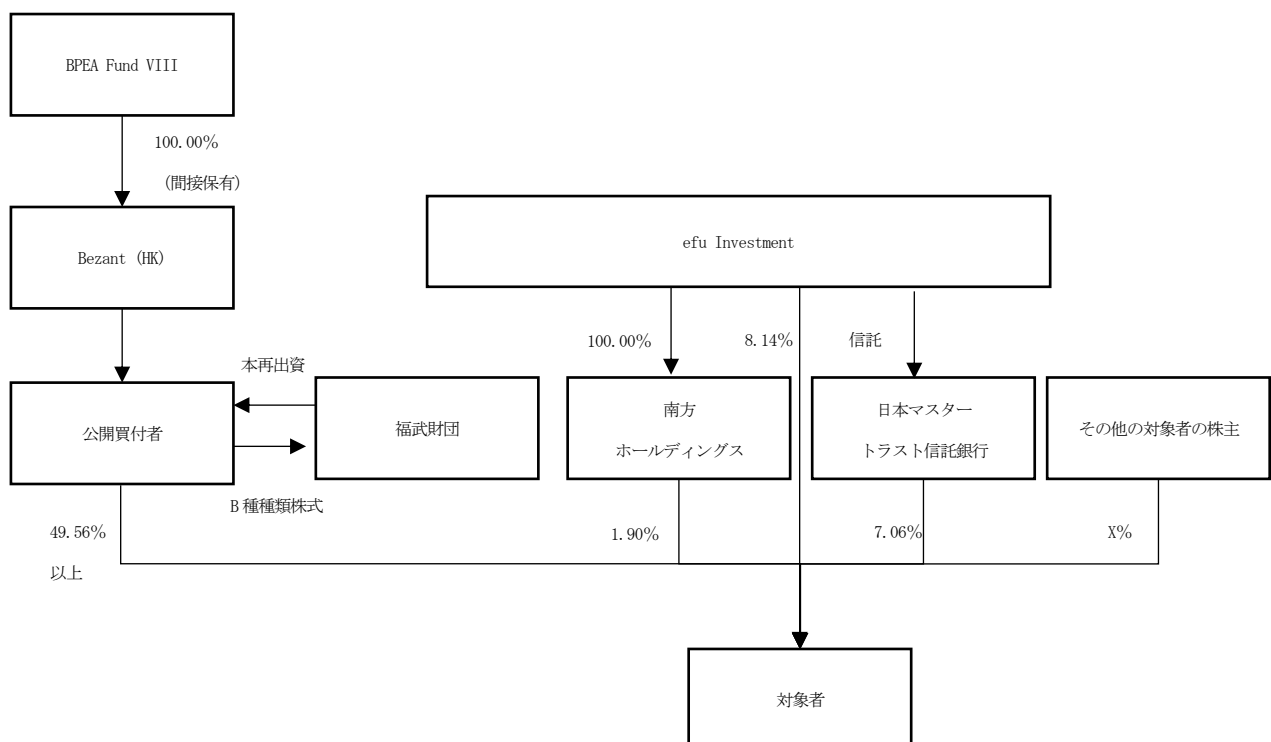 BPEA Fund VIII
100.00%
(間接保有)
Bezant (HK)
efu Investment
100.00%
8.14%
信託
本再出資
公開買付者
福武財団
南方
ホールディングス
日本マスター
トラスト信託銀行
その他の対象者の株主
B 種種類株式
49.56%
以上
1.90%
7.06%
X%
対象者